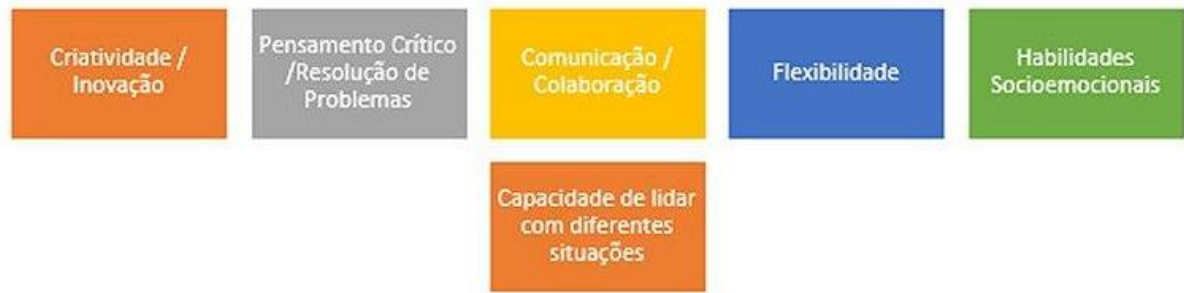 Criatividade /
Inovação
Pensamento Crítico
/Resolução de
Problemas
Comunicação /
Colaboração
Flexibilidade
Habilidades
Socioemocionais
Capacidade de lidar
com diferentes
situações